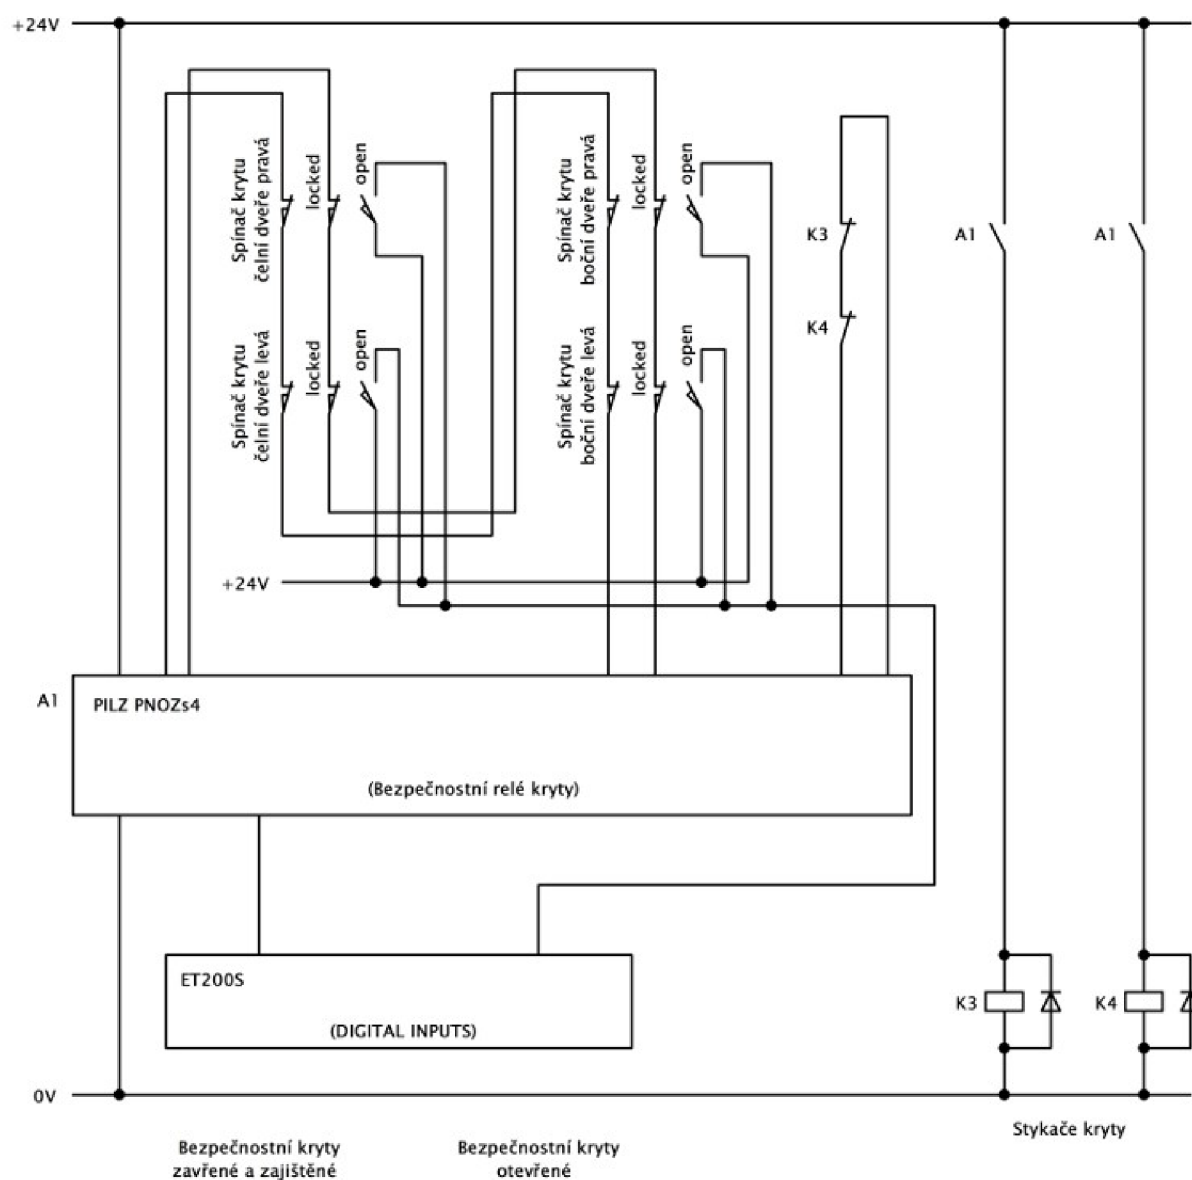 +24V
Spínač krytu
čelní dveře pravá
locked
open
Spínač krytu
boční dveře pravá
locked
open
K3
A1
A1
K4
Spínač krytu
čelní dveře levá
locked
open
Spínač krytu
boční dveře levá
locked
open
+24V
A1
PILZ PNOZs4
(Bezpečnostní relé kryty)
ET200S
(DIGITAL INPUTS)
K3
K4
0V
Bezpečnostní kryty
zavřené a zajištěné
Bezpečnostní kryty
otevřené
Stykače kryty